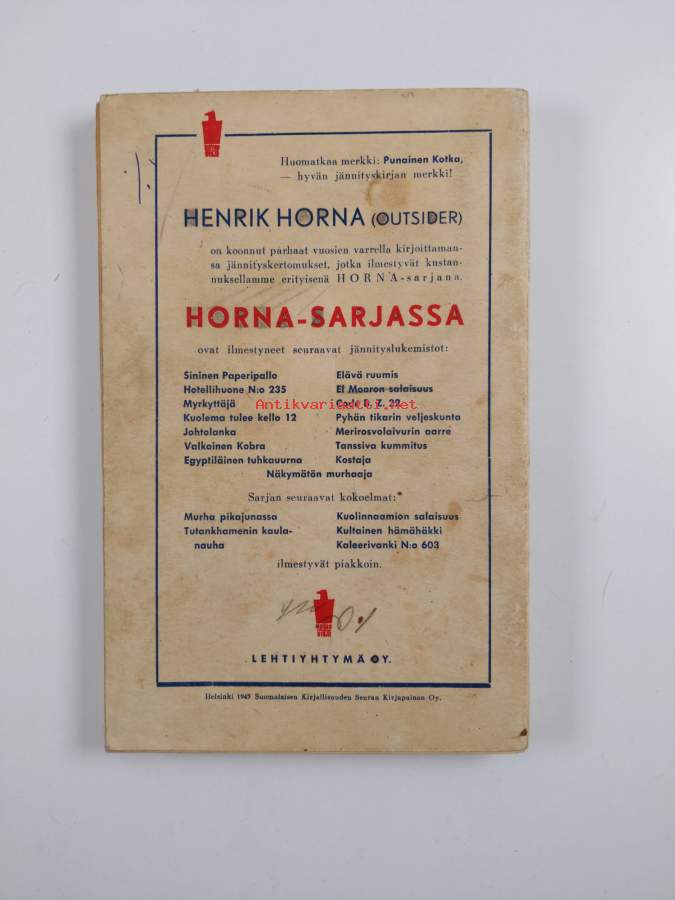 Huomatkaa merkki: Punainen Kotka,
— hyvän jännityskirjan merkki!
HENRIK HORNA (OUTSIDER)
on koonnut parhaat vuosien varrella kirjoittaman-
sa jännityskertomukset, jotka ilmestyvät kustan-
nuksellamme erityisenä HORNA-sarjana.
HORNA-SARJASSA
ovat ilmestyneet seuraavat jännityslukemistot:
Sininen Paperipallo
Hotellihuone N:o 235
Myrkyttäjä
Kuolema tulee kello 12
Johtolanka
Valkoinen Kobra
Egyptiläinen tuhkauurna
Elävä ruumis
El Mooron salaisuus
Code B. Z. 22
Pyhän tikarin veljeskunta
Merirosvolaivurin aarre
Tanssiva kummitus
Kostaja
Näkymätön murhaaja
Antikvariaatit.net
Sarjan seuraavat kokoelmat:
Murha pikajunassa
Tutankhamenin kaula-
nauha
Kuolinnaamion salaisuus
Kultainen hämähäkki
Kaleerivanki N:o 603
ilmestyvät piakkoin.
LEHTIYHTYMÄ OY.
Helsinki 1945 Suomalaisen Kirjallisuuden Seuran Kirjapainon Oy.